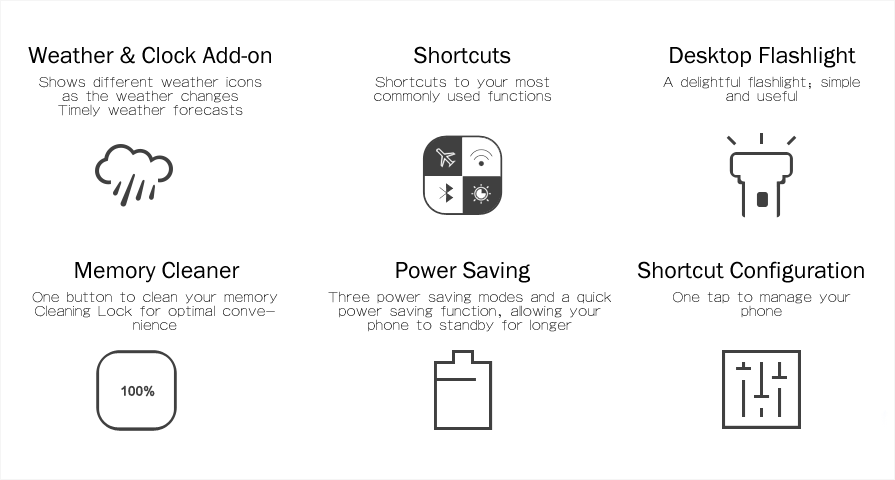 Weather & Clock Add-on
Shows different weather icons
as the weather changes
Timely weather forecasts
Shortcuts
Shortcuts to your most
commonly used functions
Desktop Flashlight
A delightful flashlight; simple
and useful
Memory Cleaner
One button to clean your memory
Cleaning Lock for optimal conve-
nience
100%
Power Saving
Three power saving modes and a quick
power saving function, allowing your
phone to standby for longer
Shortcut Configuration
One tap to manage your
phone